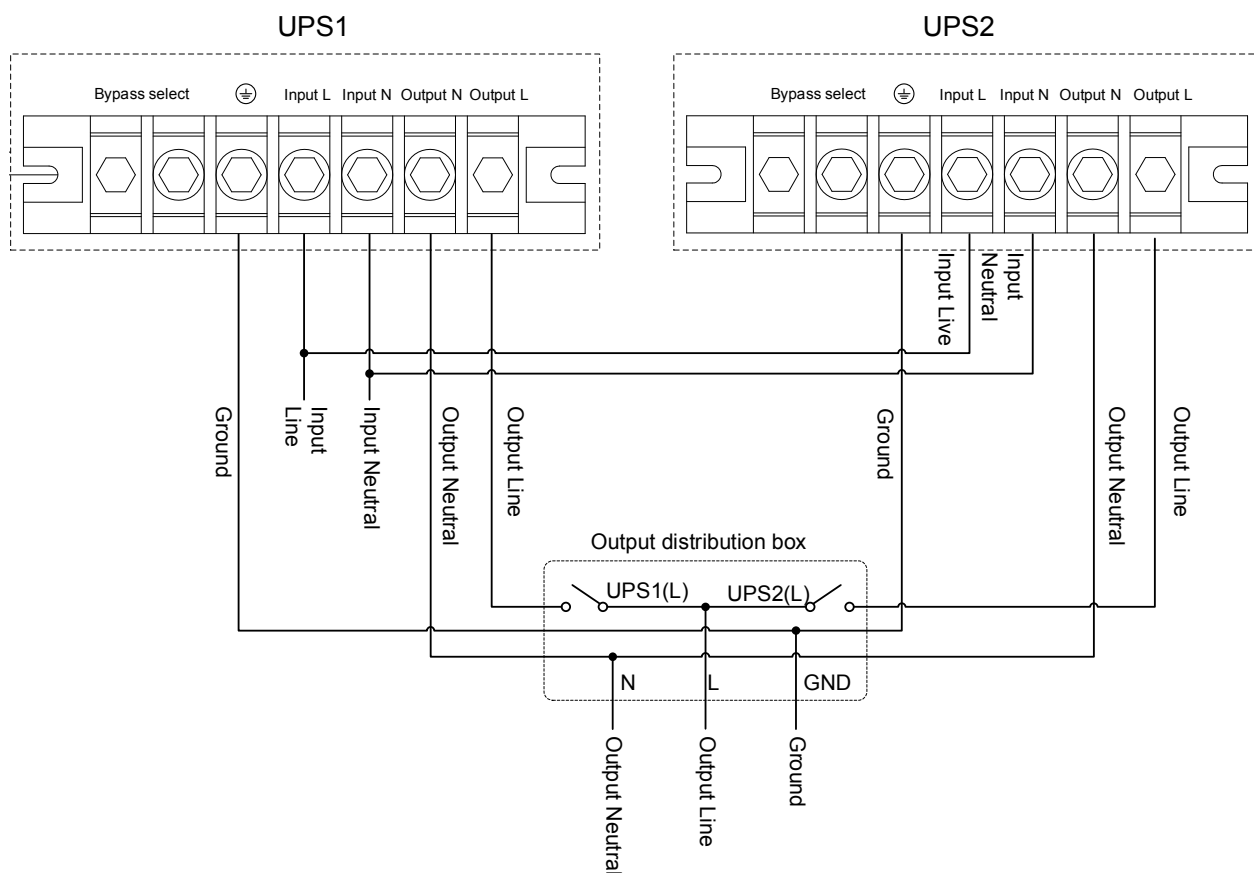 UPS1
UPS2
Bypass select
Input L
Input N
Output N
Output L
Bypass select
Input L
Input N
Output N
Output L
Input Live
Input
Neutral
Ground
Input
Line
Input Neutral
Output Neutral
Output Line
Ground
Output Neutral
Output Line
Output distribution box
UPS1(L)
UPS2(L)
N
L
GND
Output Neutral
Output Line
Ground